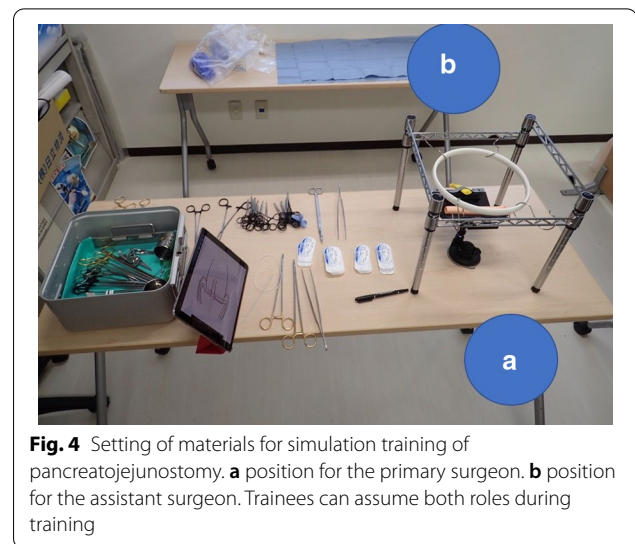 b
a
Fig. 4 Setting of materials for simulation training of
pancreatojejunostomy. a position for the primary surgeon. b position
for the assistant surgeon. Trainees can assume both roles during
training